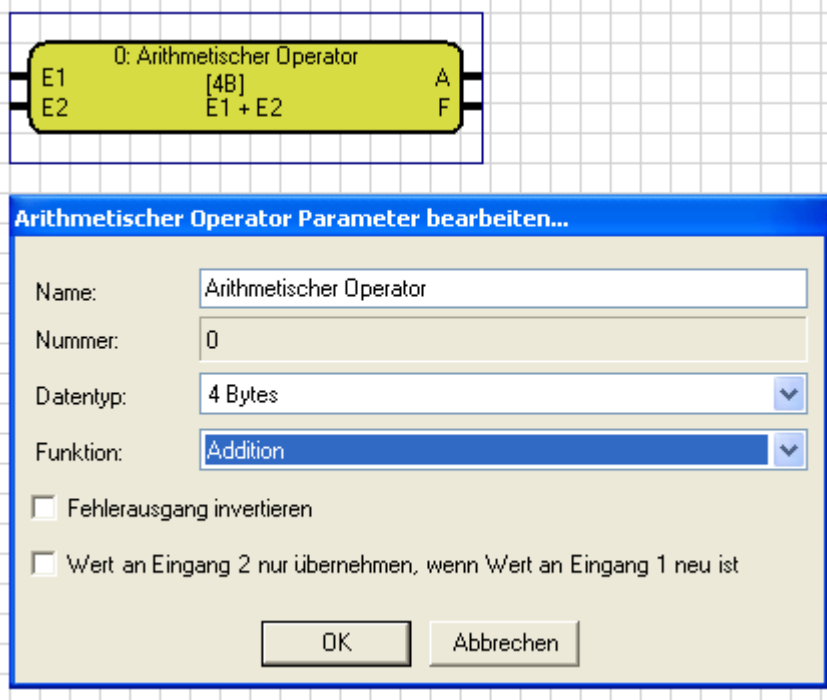 0: Arithmetischer Operator
E1 [4B] A
E2 E1 + E2 F
Arithmetischer Operator Parameter bearbeiten...
Name: Arithmetischer Operator
Nummer: 0
Datentyp: 4 Bytes
Funktion: Addition
Fehlerausgang invertieren
Wert an Eingang 2 nur übernehmen, wenn Wert an Eingang 1 neu ist
OK Abbrechen